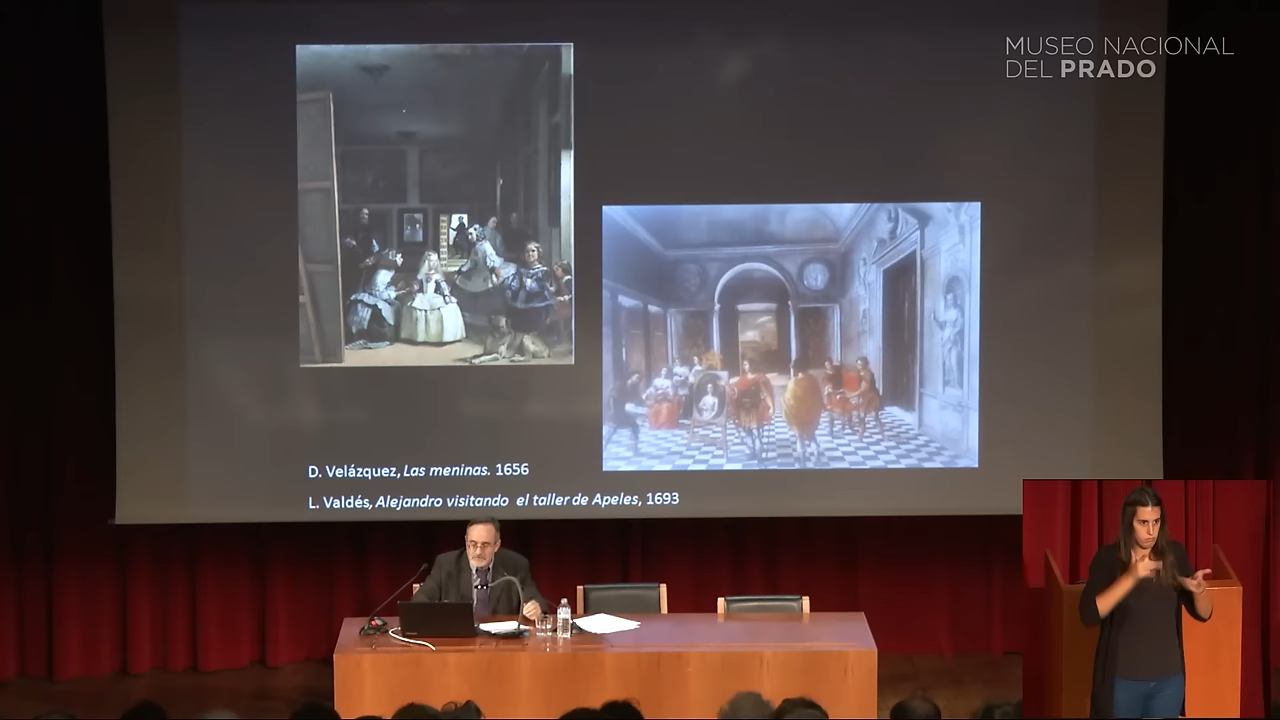 MUSEO NACIONAL
DEL PRADO
D. Velázquez, Las meninas. 1656
L. Valdés, Alejandro visitando el taller de Apeles, 1693